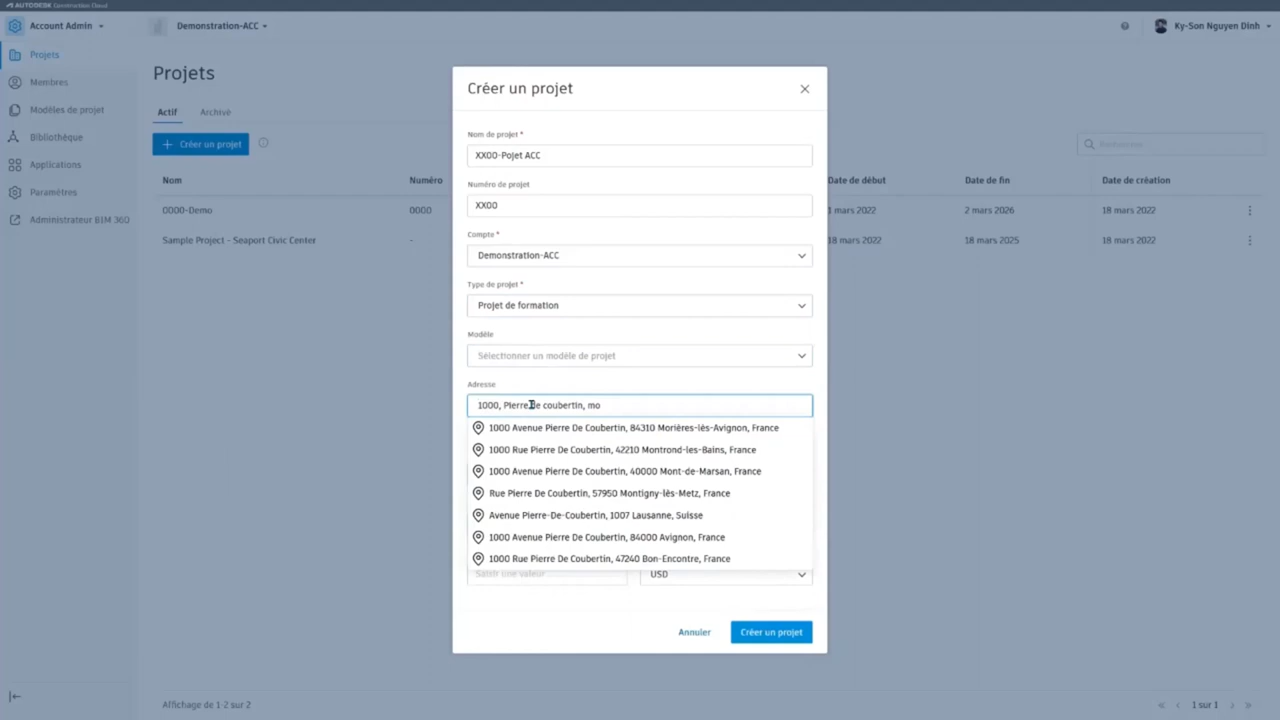 AUTODESK Construction Cloud
Account Admin
Demonstration-ACC
Ky-Son Nguyen Dinh
Projets
Membres
Modèles de projet
Bibliothèque
Applications
Paramètres
Administrateur BIM 360
Projets
Actif
Archivé
Créer un projet
Rechercher
Nom
Numéro
Date de début
Date de fin
Date de création
0000-Demo
0000
1 mars 2022
2 mars 2026
18 mars 2022
Sample Project - Seaport Civic Center
-
18 mars 2022
18 mars 2025
18 mars 2022
Créer un projet
Nom de projet *
XX00-Pojet ACC
Numéro de projet
XX00
Compte *
Demonstration-ACC
Type de projet *
Projet de formation
Modèle
Sélectionner un modèle de projet
Adresse
1000, Pierre de coubertin, mo
1000 Avenue Pierre De Coubertin, 84310 Morières-lès-Avignon, France
1000 Rue Pierre De Coubertin, 42210 Montrond-les-Bains, France
1000 Avenue Pierre De Coubertin, 40000 Mont-de-Marsan, France
Rue Pierre De Coubertin, 57950 Montigny-lès-Metz, France
Avenue Pierre-De-Coubertin, 1007 Lausanne, Suisse
1000 Avenue Pierre De Coubertin, 84000 Avignon, France
1000 Rue Pierre De Coubertin, 47240 Bon-Encontre, France
Saisir une valeur
USD
Annuler
Créer un projet
Affichage de 1-2 sur 2
1 sur 1